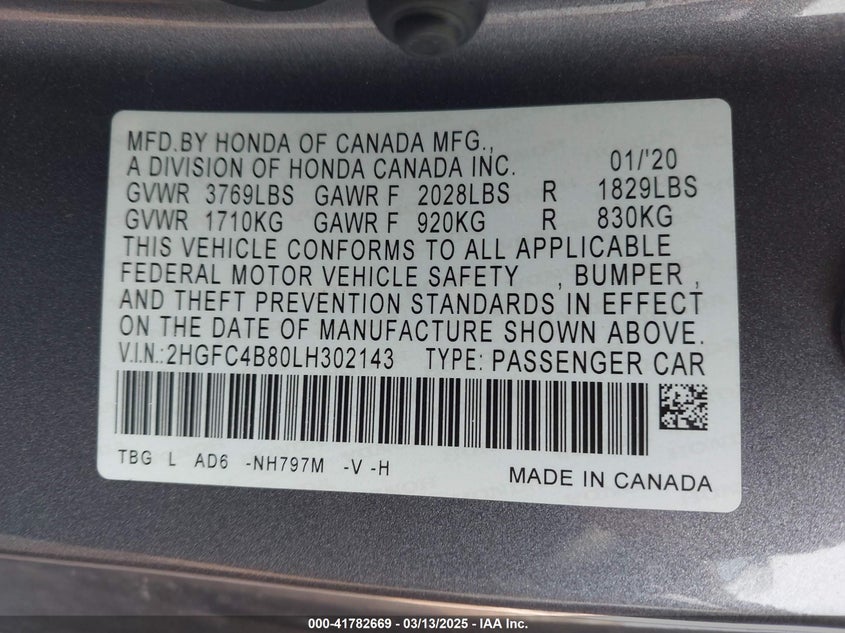 MFD.BY HONDA OF CANADA MFG.,
A DIVISION OF HONDA CANADA INC. 01/'20
GVWR 3769LBS GAWR F 2028LBS R 1829LBS
GVWR 1710KG GAWR F 920KG R 830KG
THIS VEHICLE CONFORMS TO ALL APPLICABLE
FEDERAL MOTOR VEHICLE SAFETY , BUMPER ,
AND THEFT PREVENTION STANDARDS IN EFFECT
ON THE DATE OF MANUFACTURE SHOWN ABOVE.
V.I.N.:2HGFC4B80LH302143 TYPE: PASSENGER CAR
TBG L AD6 -NH797M -V -H
MADE IN CANADA
000-41782669 - 03/13/2025 - IAA Inc.